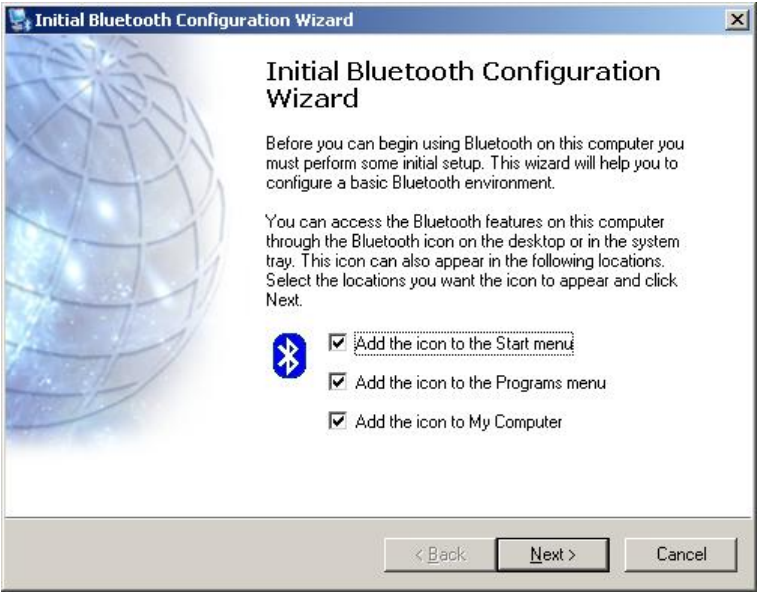 Initial Bluetooth Configuration Wizard
Initial Bluetooth Configuration
Wizard
Before you can begin using Bluetooth on this computer you
must perform some initial setup. This wizard will help you to
configure a basic Bluetooth environment.
You can access the Bluetooth features on this computer
through the Bluetooth icon on the desktop or in the system
tray. This icon can also appear in the following locations.
Select the locations you want the icon to appear and click
Next.
Add the icon to the Start menu
Add the icon to the Programs menu
Add the icon to My Computer
< Back Next > Cancel